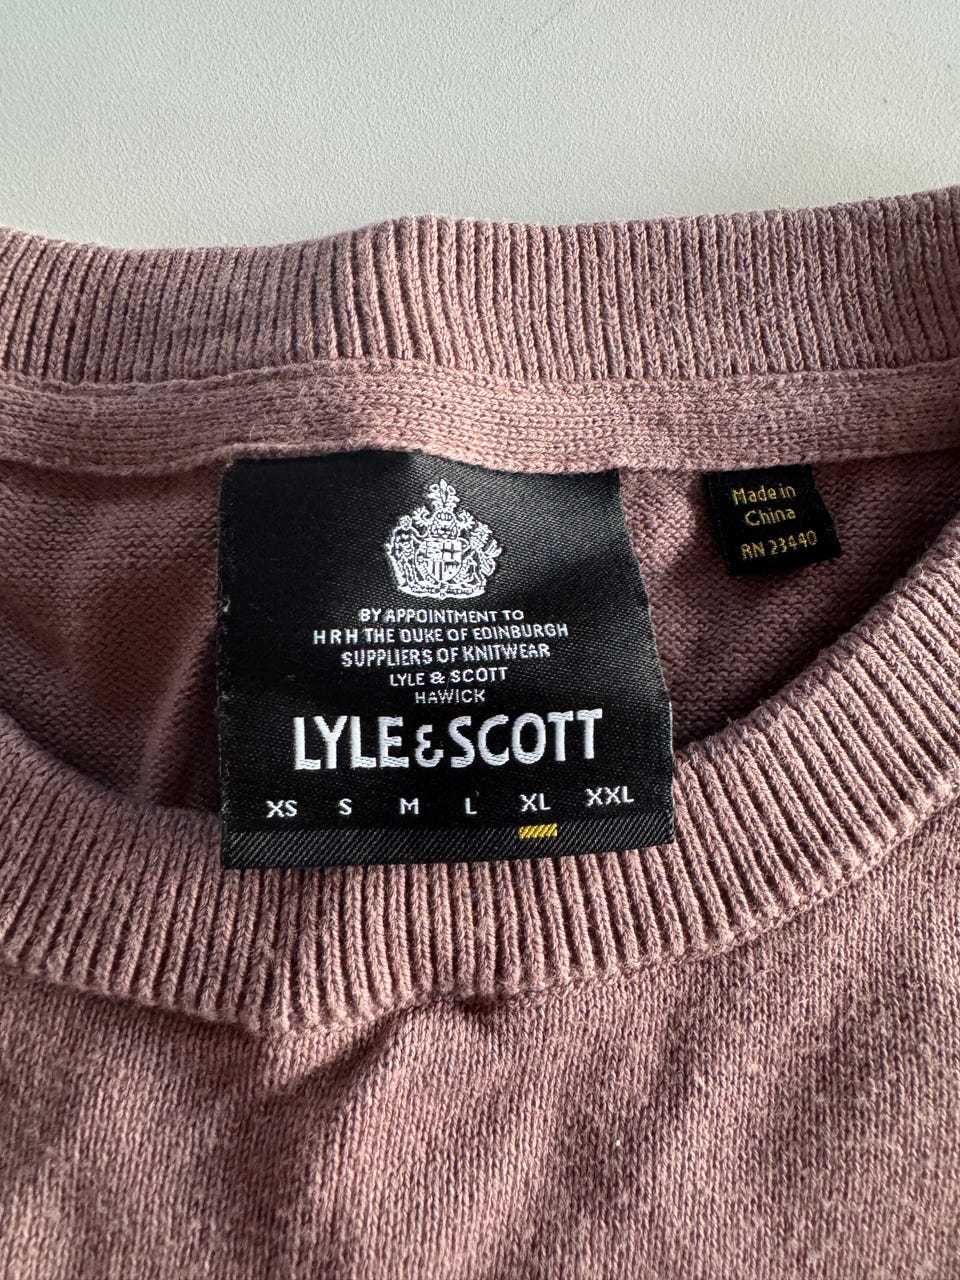 BY APPOINTMENT TO
HRH THE DUKE OF EDINBURGH
SUPPLIERS OF KNITWEAR
LYLE & SCOTT
HAWICK
LYLE & SCOTT
XS S M L XL XXL
Made in
China
RN 23440